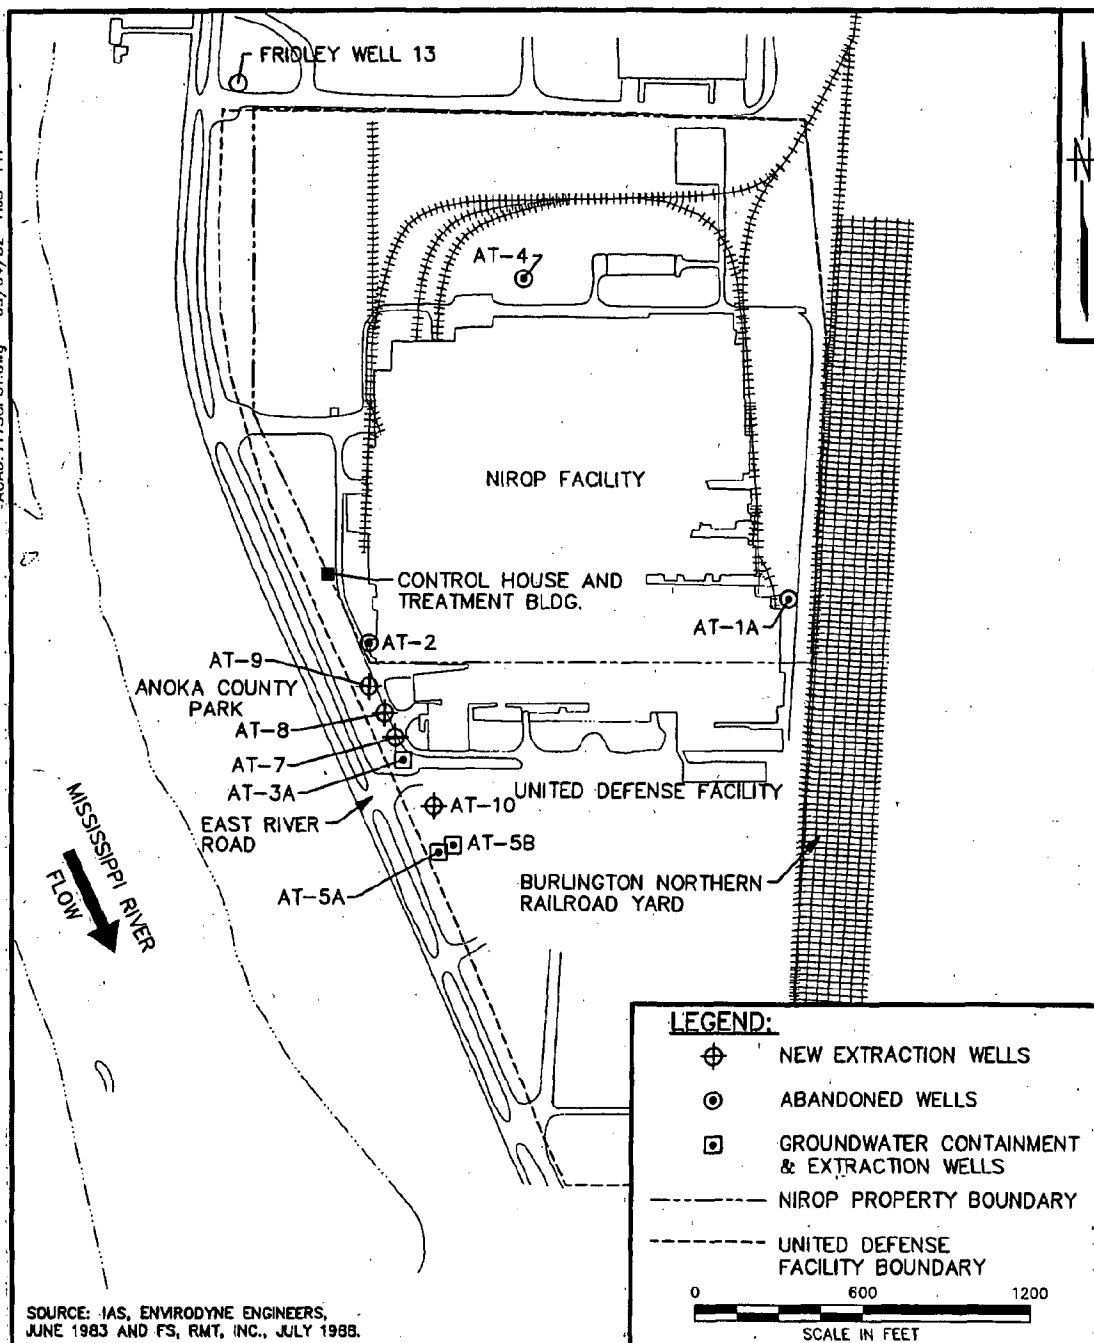 FRIDLEY WELL 13
N
AT-4
NIROP FACILITY
CONTROL HOUSE AND
TREATMENT BLDG.
AT-1A
AT-2
AT-9
ANOKA COUNTY
PARK
AT-8
AT-7
AT-3A
UNITED DEFENSE FACILITY
AT-10
EAST RIVER
ROAD
AT-5B
AT-5A
BURLINGTON NORTHERN
RAILROAD YARD
MISSISSIPPI RIVER
FLOW
LEGEND:
NEW EXTRACTION WELLS
ABANDONED WELLS
GROUNDWATER CONTAINMENT
& EXTRACTION WELLS
NIROP PROPERTY BOUNDARY
UNITED DEFENSE
FACILITY BOUNDARY
0 600 1200
SCALE IN FEET
SOURCE: IAS, ENVIRODYNE ENGINEERS,
JUNE 1983 AND FS, RMT, INC., JULY 1988.